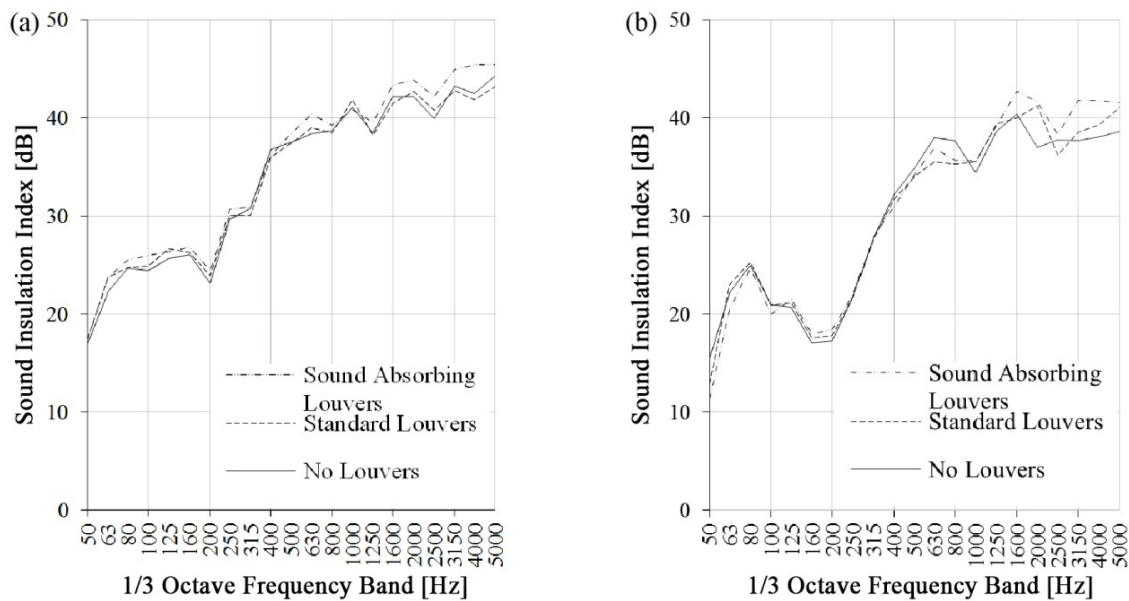 (a)
Sound Insulation Index [dB]
50
40
30
20
10
0
Sound Absorbing
Louvers
Standard Louvers
No Louvers
50 63 80 100 125 160 200 250 315 400 500 630 800 1000 1250 1600 2000 2500 3150 4000 5000
1/3 Octave Frequency Band [Hz]
(b)
Sound Insulation Index [dB]
50
40
30
20
10
0
Sound Absorbing
Louvers
Standard Louvers
No Louvers
50 63 80 100 125 160 200 250 315 400 500 630 800 1000 1250 1600 2000 2500 3150 4000 5000
1/3 Octave Frequency Band [Hz]